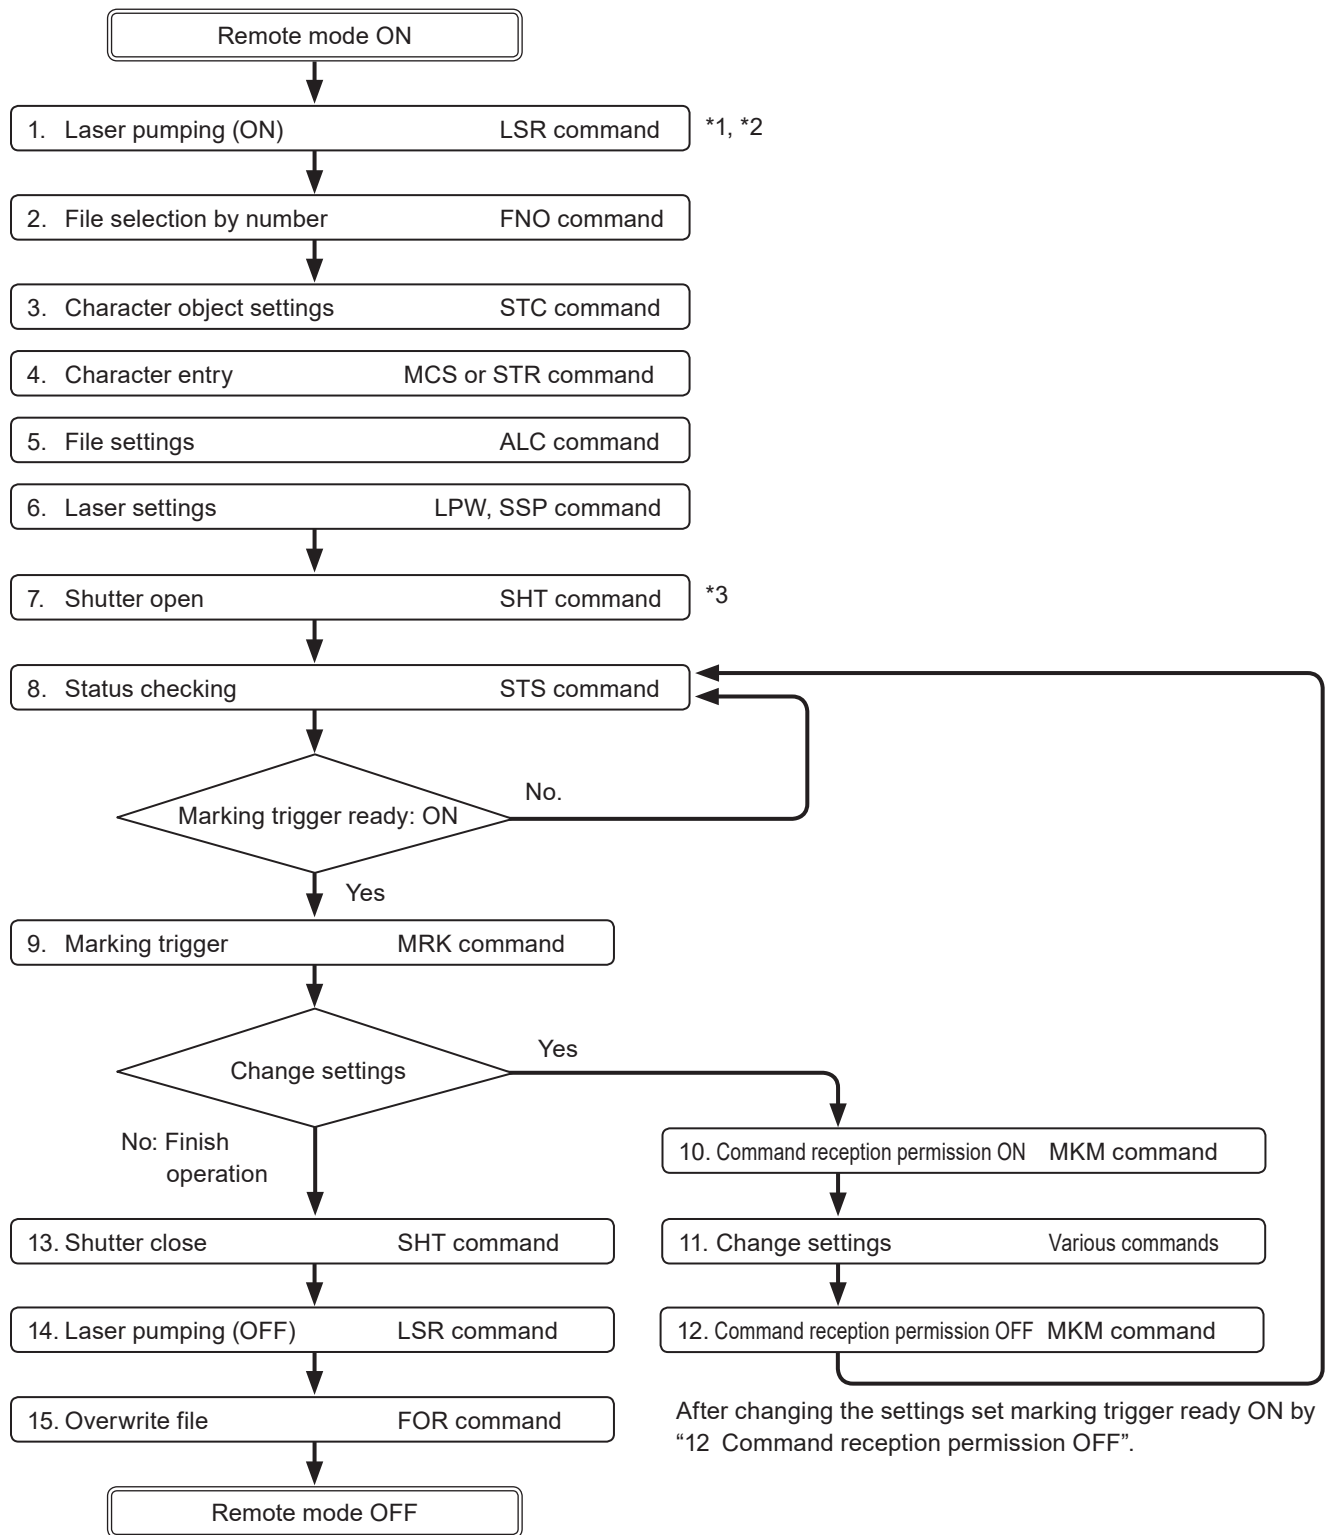 Remote mode ON
1. Laser pumping (ON) LSR command *1, *2
2. File selection by number FNO command
3. Character object settings STC command
4. Character entry MCS or STR command
5. File settings ALC command
6. Laser settings LPW, SSP command
7. Shutter open SHT command *3
8. Status checking STS command
Marking trigger ready: ON
No.
Yes
9. Marking trigger MRK command
Change settings
Yes
No: Finish
operation
10. Command reception permission ON MKM command
11. Change settings Various commands
12. Command reception permission OFF MKM command
After changing the settings set marking trigger ready ON by
“12 Command reception permission OFF”.
13. Shutter close SHT command
14. Laser pumping (OFF) LSR command
15. Overwrite file FOR command
Remote mode OFF